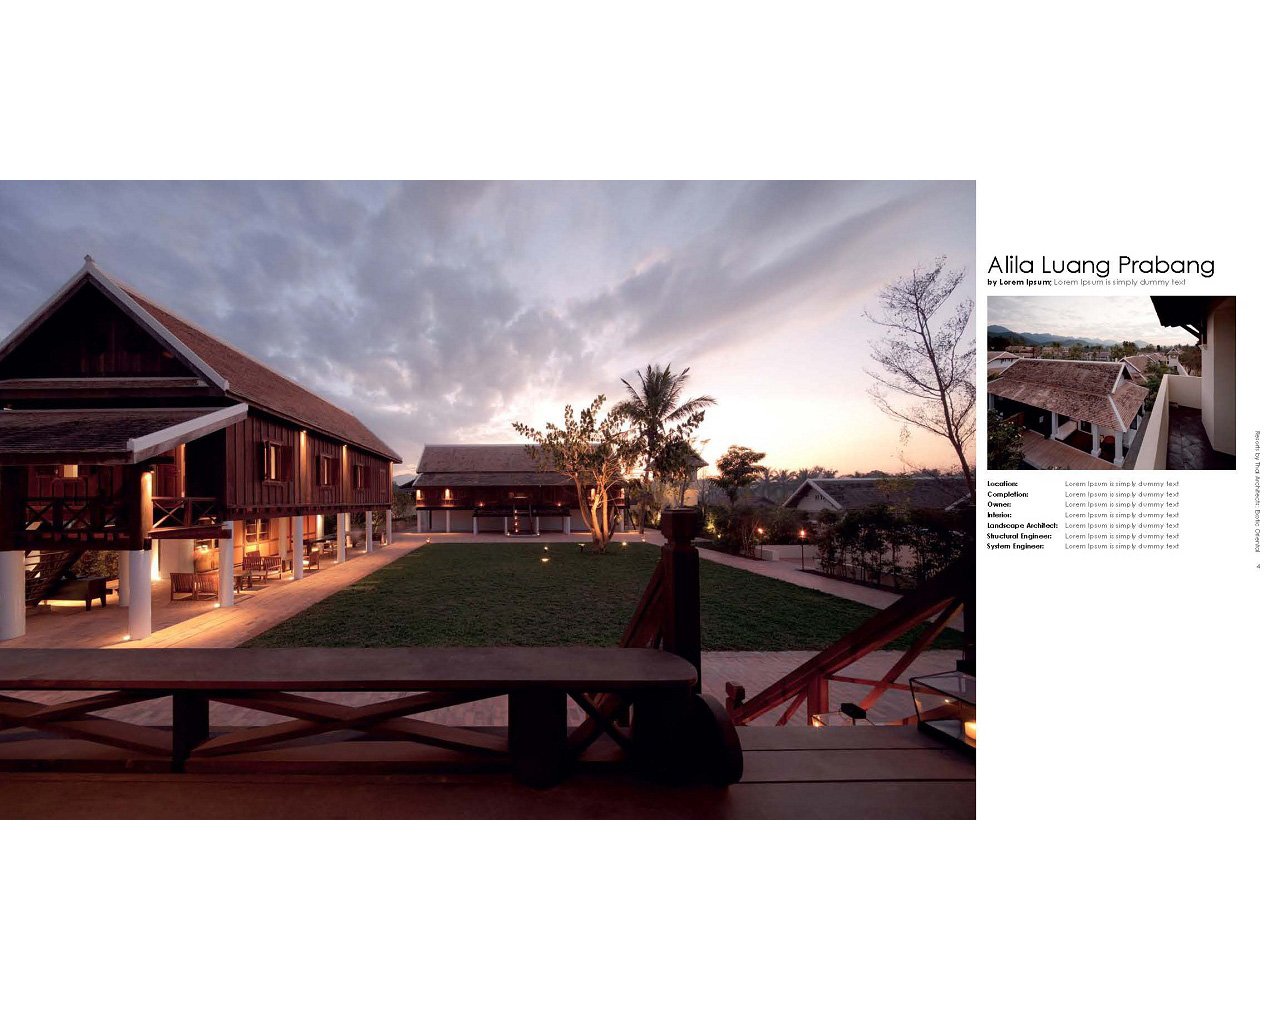 Alila Luang Prabang
by Lorem Ipsum; Lorem Ipsum is simply dummy text
Location: Lorem Ipsum is simply dummy text
Completion: Lorem Ipsum is simply dummy text
Owner: Lorem Ipsum is simply dummy text
Interior: Lorem Ipsum is simply dummy text
Landscape Architect: Lorem Ipsum is simply dummy text
Structural Engineer: Lorem Ipsum is simply dummy text
System Engineer: Lorem Ipsum is simply dummy text
Resorts by Thai Architects: Exotic Oriental